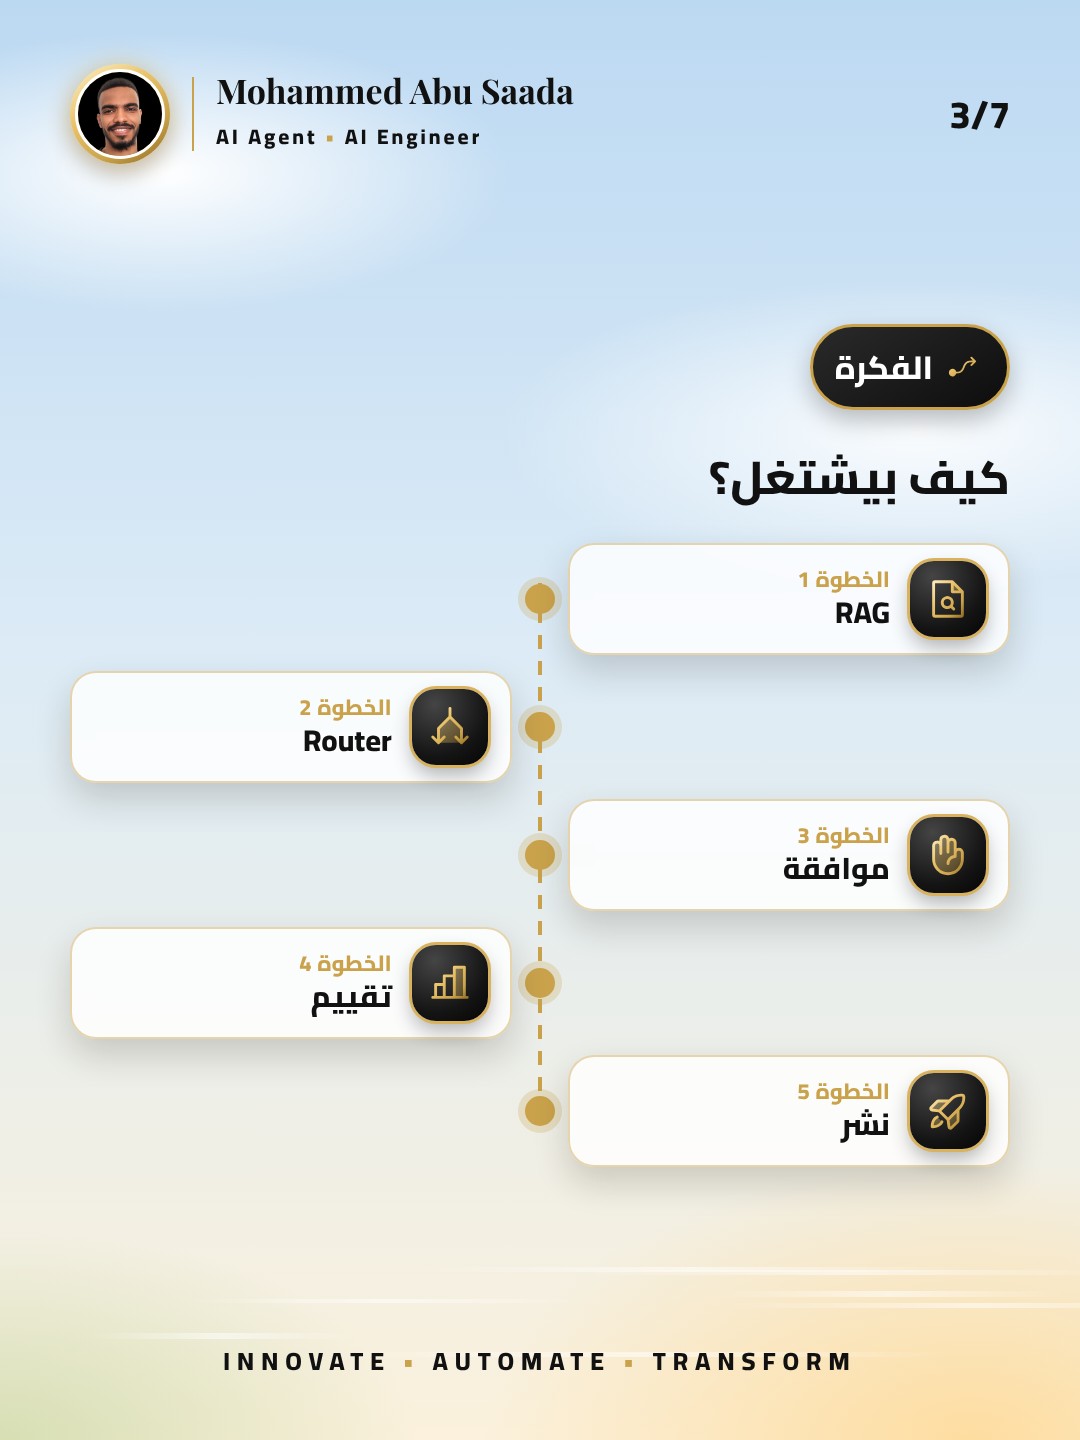 Mohammed Abu Saada
AI Agent ▪ AI Engineer
3/7
الفكرة
كيف بيشتغل؟
الخطوة 1
RAG
الخطوة 2
Router
الخطوة 3
موافقة
الخطوة 4
تقييم
الخطوة 5
نشر
INNOVATE ▪ AUTOMATE ▪ TRANSFORM